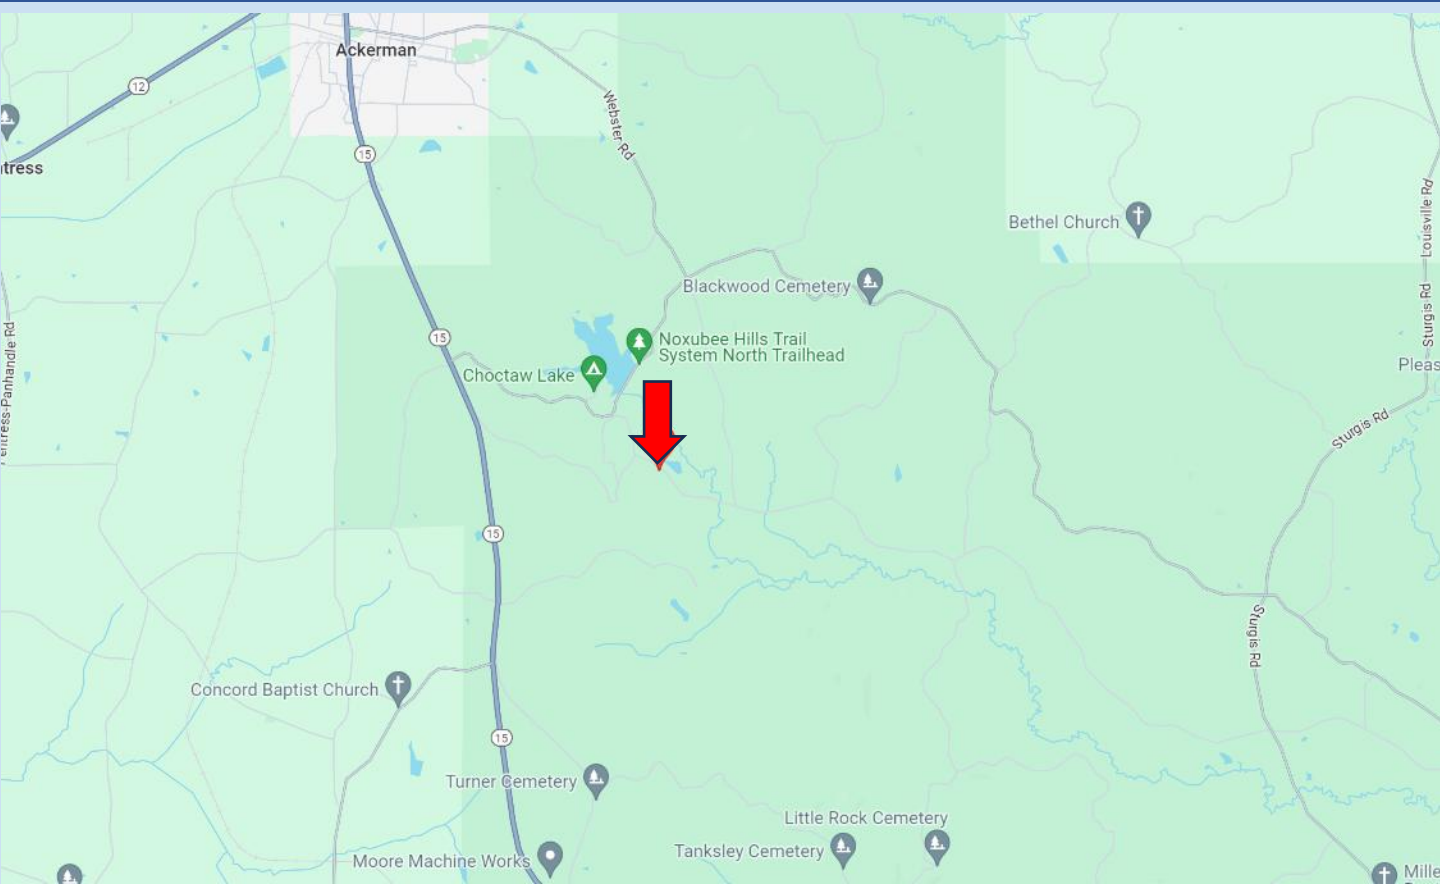 Ackerman
12
Webster Rd
15
tress
Louisville Rd
Bethel Church
Blackwood Cemetery
Sturgis Rd
15
Noxubee Hills Trail
System North Trailhead
Choctaw Lake
Pleas
Fentress-Panhandle Rd
Sturgis Rd
15
Sturgis Rd
Concord Baptist Church
15
Turner Cemetery
Little Rock Cemetery
Tanksley Cemetery
Moore Machine Works
Mille